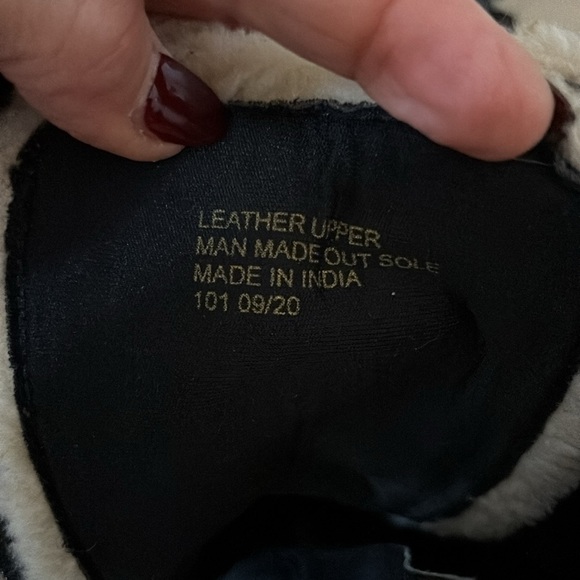 LEATHER UPPER
MAN MADE OUT SOLE
MADE IN INDIA
101 09/20